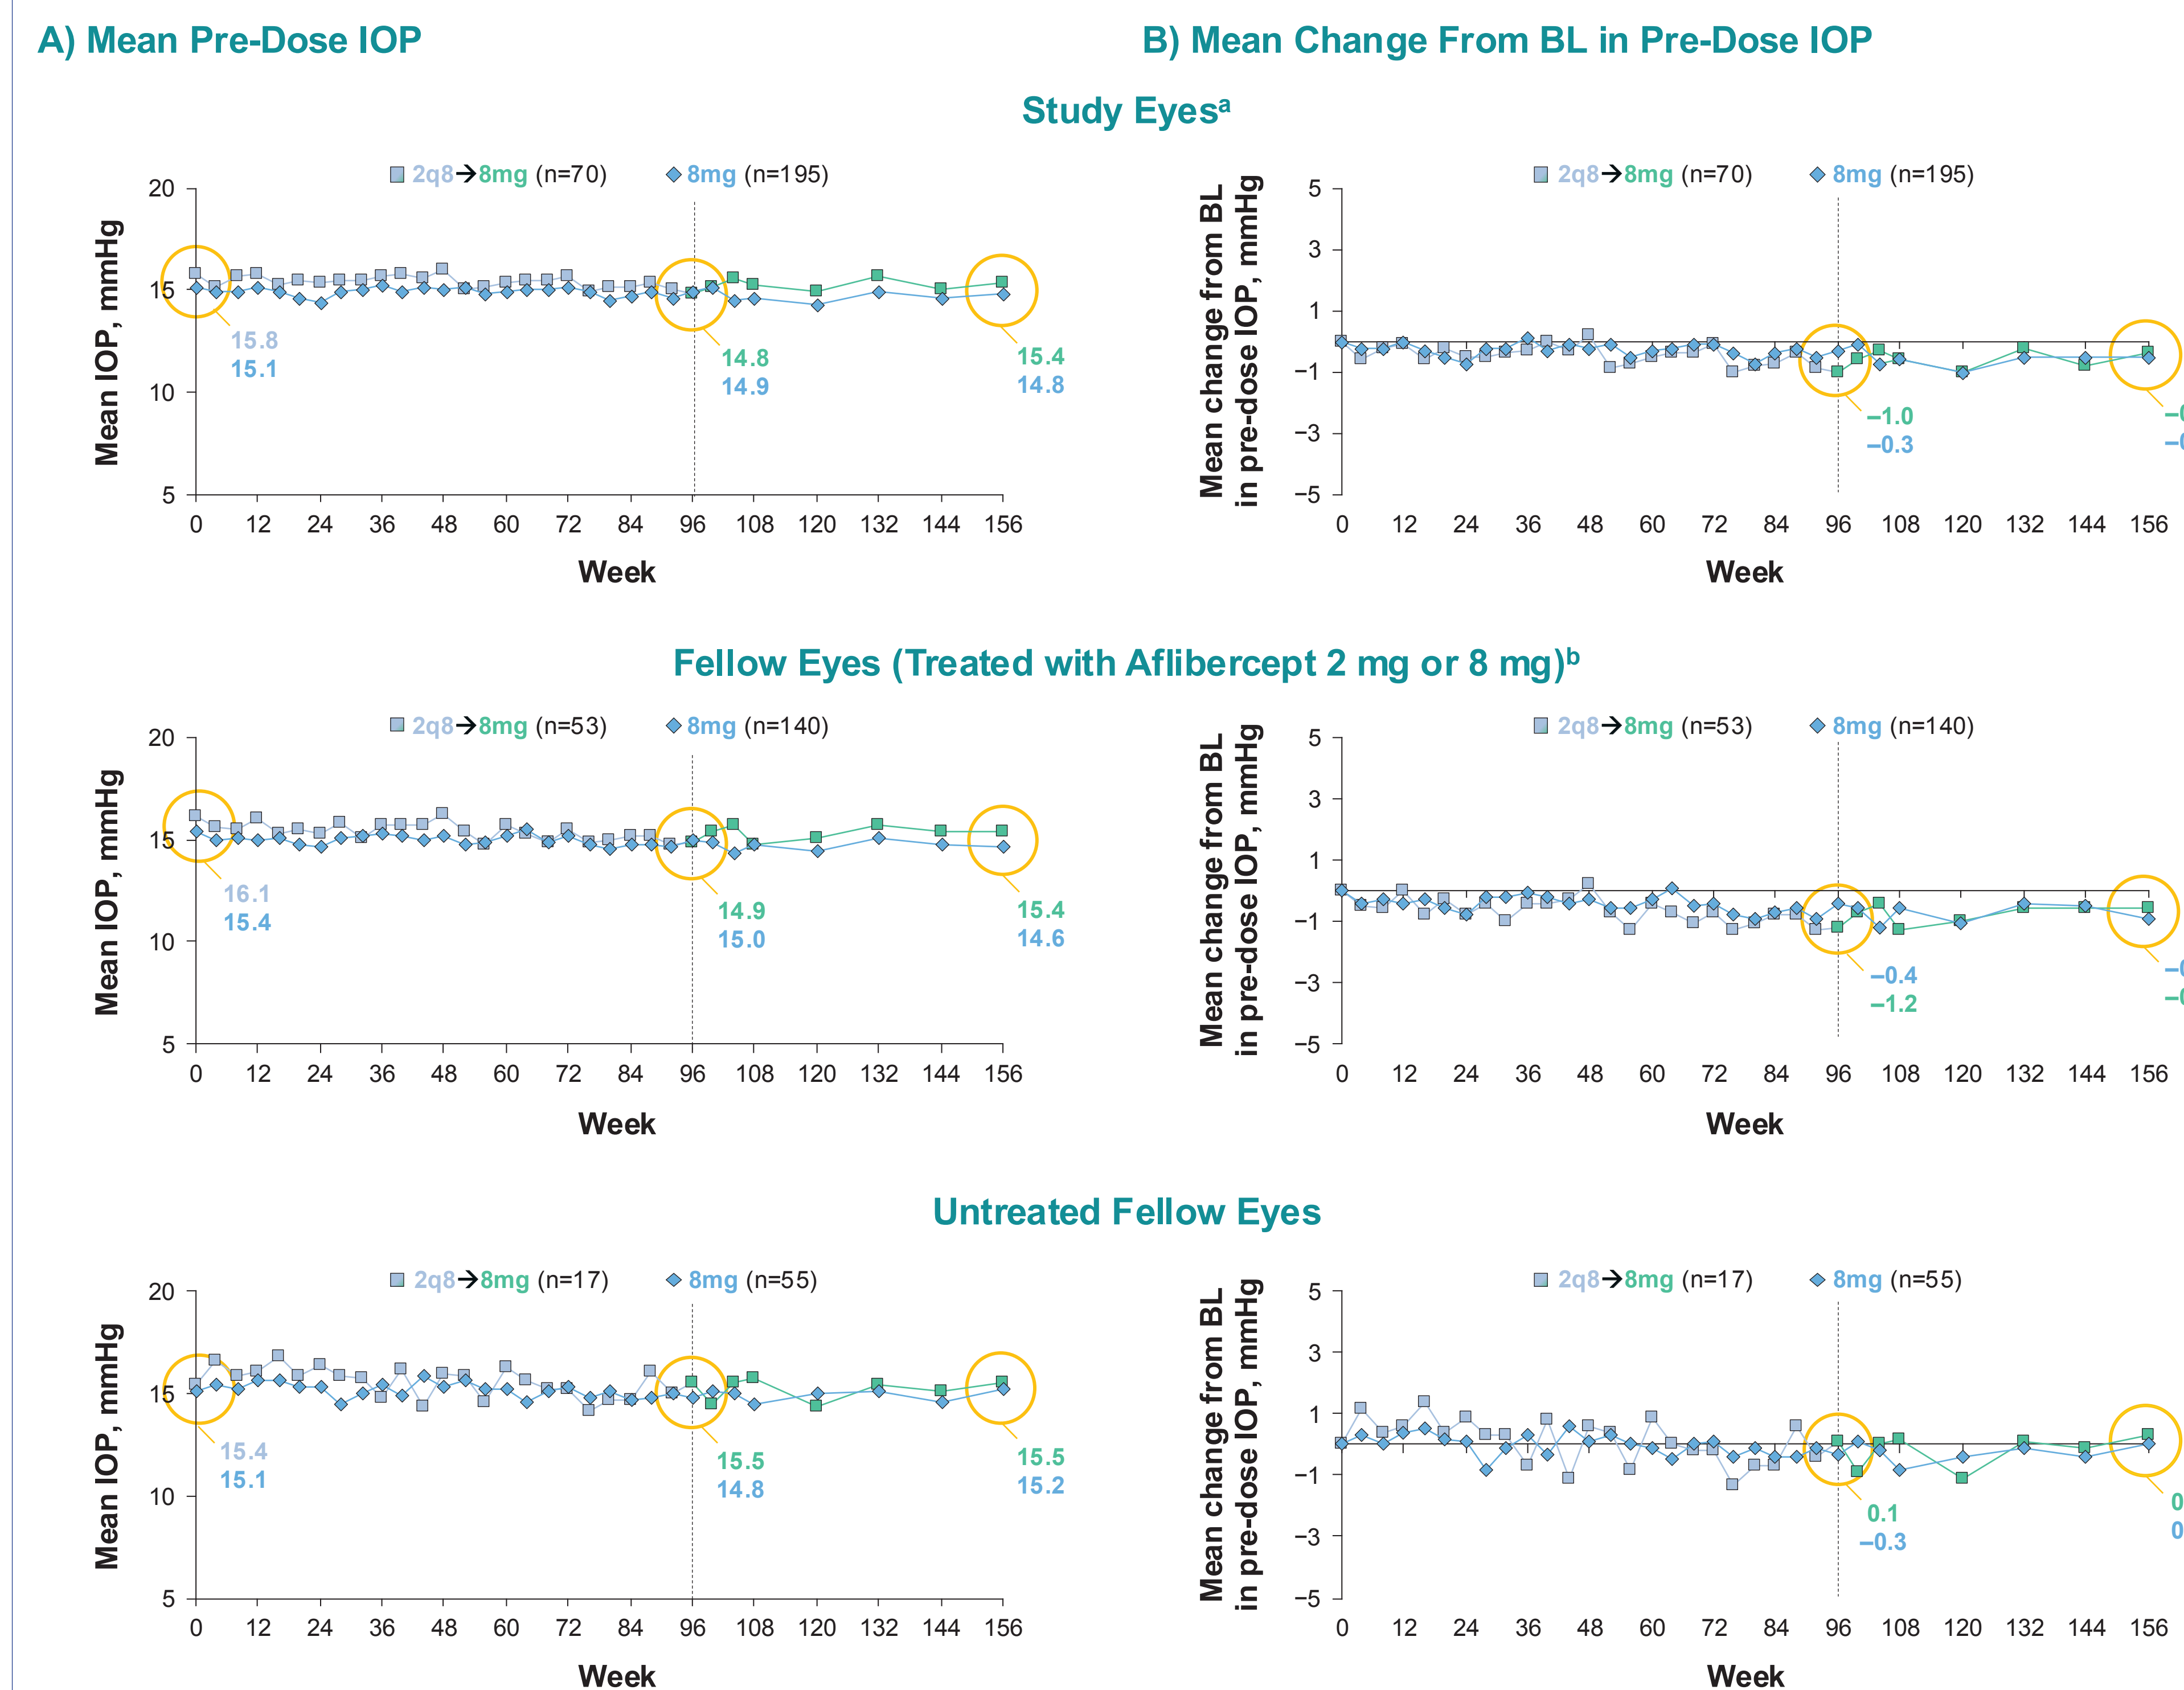 A) Mean Pre-Dose IOP
B) Mean Change From BL in Pre-Dose IOP
Study Eyesᵃ
2q8→8mg (n=70) 8mg (n=195)
Mean IOP, mmHg
20
15
10
5
15.8
15.1
14.8
14.9
15.4
14.8
0 12 24 36 48 60 72 84 96 108 120 132 144 156
Week
2q8→8mg (n=70) 8mg (n=195)
Mean change from BL
in pre-dose IOP, mmHg
5
3
1
−1
−3
−5
−1.0
−0.3
0 12 24 36 48 60 72 84 96 108 120 132 144 156
Week
Fellow Eyes (Treated with Aflibercept 2 mg or 8 mg)ᵇ
2q8→8mg (n=53) 8mg (n=140)
Mean IOP, mmHg
20
15
10
5
16.1
15.4
14.9
15.0
15.4
14.6
0 12 24 36 48 60 72 84 96 108 120 132 144 156
Week
2q8→8mg (n=53) 8mg (n=140)
Mean change from BL
in pre-dose IOP, mmHg
5
3
1
−1
−3
−5
−0.4
−1.2
0 12 24 36 48 60 72 84 96 108 120 132 144 156
Week
Untreated Fellow Eyes
2q8→8mg (n=17) 8mg (n=55)
Mean IOP, mmHg
20
15
10
5
15.4
15.1
15.5
14.8
15.5
15.2
0 12 24 36 48 60 72 84 96 108 120 132 144 156
Week
2q8→8mg (n=17) 8mg (n=55)
Mean change from BL
in pre-dose IOP, mmHg
5
3
1
−1
−3
−5
0.1
−0.3
0 12 24 36 48 60 72 84 96 108 120 132 144 156
Week